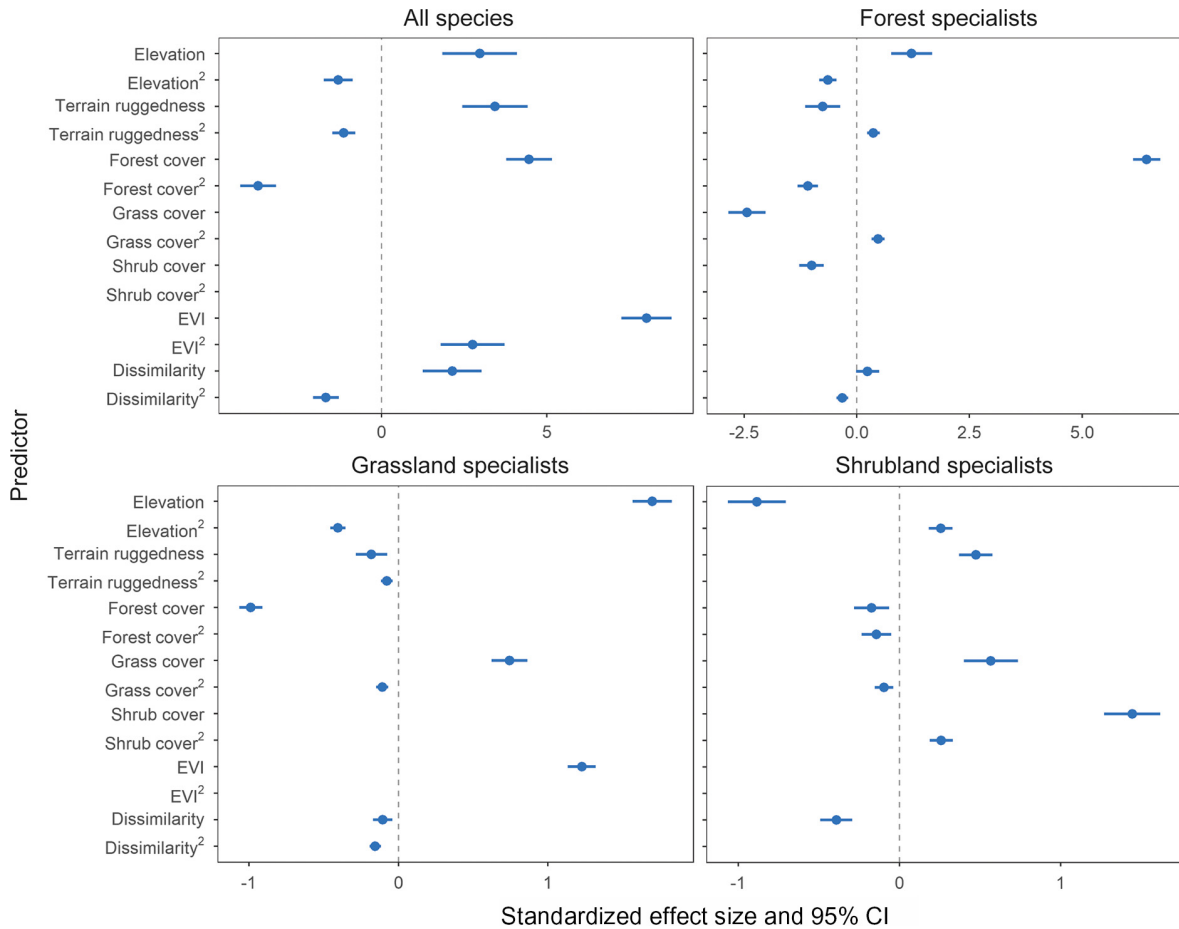 All species
Forest specialists
Elevation
Elevation²
Terrain ruggedness
Terrain ruggedness²
Forest cover
Forest cover²
Grass cover
Grass cover²
Shrub cover
Shrub cover²
EVI
EVI²
Dissimilarity
Dissimilarity²
0 5
-2.5 0.0 2.5 5.0
Predictor
Grassland specialists
Shrubland specialists
Elevation
Elevation²
Terrain ruggedness
Terrain ruggedness²
Forest cover
Forest cover²
Grass cover
Grass cover²
Shrub cover
Shrub cover²
EVI
EVI²
Dissimilarity
Dissimilarity²
-1 0 1
-1 0 1
Standardized effect size and 95% CI